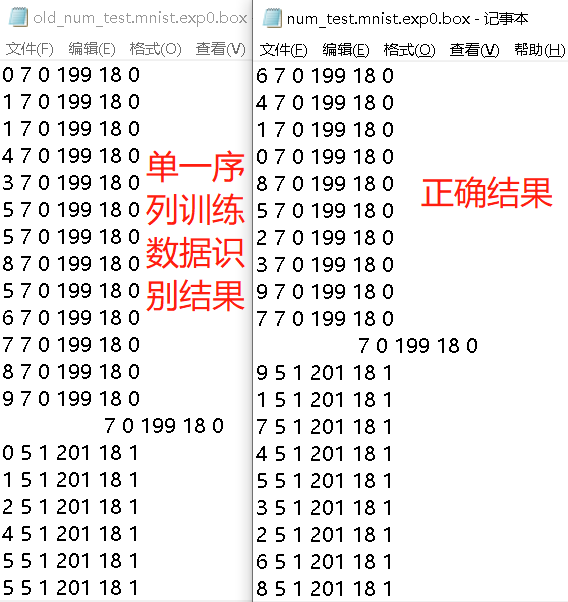 old_num_test.mnist.exp0.box
文件(F) 编辑(E) 格式(O) 查看(V)
0 7 0 199 18 0
1 7 0 199 18 0
1 7 0 199 18 0
4 7 0 199 18 0
3 7 0 199 18 0
5 7 0 199 18 0
5 7 0 199 18 0
8 7 0 199 18 0
5 7 0 199 18 0
6 7 0 199 18 0
7 7 0 199 18 0
8 7 0 199 18 0
9 7 0 199 18 0
7 0 199 18 0
0 5 1 201 18 1
1 5 1 201 18 1
2 5 1 201 18 1
4 5 1 201 18 1
5 5 1 201 18 1
5 5 1 201 18 1
单一序
列训练
数据识
别结果
num_test.mnist.exp0.box - 记事本
文件(F) 编辑(E) 格式(O) 查看(V) 帮助(H)
6 7 0 199 18 0
4 7 0 199 18 0
1 7 0 199 18 0
0 7 0 199 18 0
8 7 0 199 18 0
5 7 0 199 18 0
2 7 0 199 18 0
3 7 0 199 18 0
9 7 0 199 18 0
7 7 0 199 18 0
7 0 199 18 0
9 5 1 201 18 1
1 5 1 201 18 1
7 5 1 201 18 1
4 5 1 201 18 1
5 5 1 201 18 1
3 5 1 201 18 1
2 5 1 201 18 1
6 5 1 201 18 1
8 5 1 201 18 1
正确结果